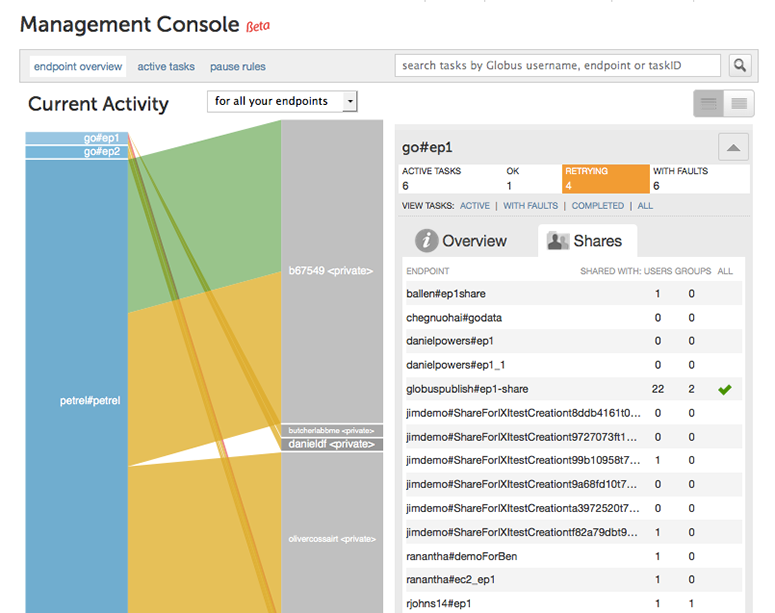 Management Console Beta
endpoint overview active tasks pause rules
search tasks by Globus username, endpoint or taskID
Current Activity
for all your endpoints
go#ep1
go#ep2
petrel#petrel
b67549 <private>
butcherlabbme <private>
danieldf <private>
olivercossairt <private>
go#ep1
ACTIVE TASKS OK RETRYING WITH FAULTS
6 1 4 6
VIEW TASKS: ACTIVE | WITH FAULTS | COMPLETED | ALL
Overview Shares
ENDPOINT SHARED WITH: USERS GROUPS ALL
ballen#ep1share 1 0
chegnuohai#godata 0 0
danielpowers#ep1 0 0
danielpowers#ep1_1 0 0
globuspublish#ep1-share 22 2
jimdemo#ShareForIXItestCreationt8ddb4161t0... 0 0
jimdemo#ShareForIXItestCreationt9727073ft1... 0 0
jimdemo#ShareForIXItestCreationt99b10958t7... 1 0
jimdemo#ShareForIXItestCreationt9a68fd10t7... 0 0
jimdemo#ShareForIXItestCreationta3972520t7... 0 0
jimdemo#ShareForIXItestCreationtf82a79dbt9... 1 0
ranantha#demoForBen 1 0
ranantha#ec2_ep1 1 0
rjohns14#ep1 1 1